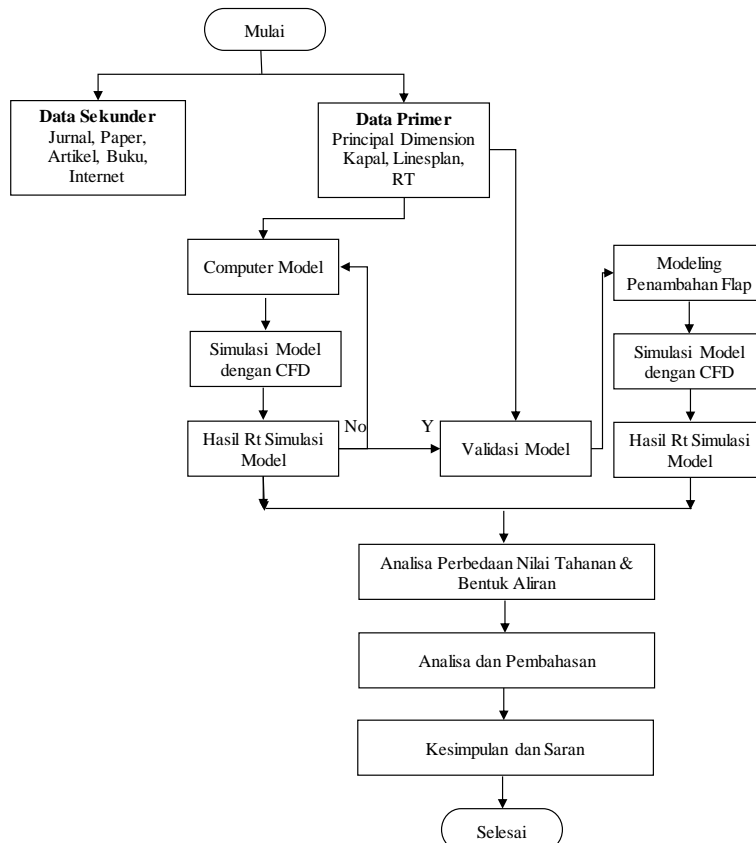 Mulai
Data Sekunder
Jurnal, Paper,
Artikel, Buku,
Internet
Data Primer
Principal Dimension
Kapal, Linesplan,
RT
Computer Model
Modeling
Penambahan Flap
Simulasi Model
dengan CFD
Simulasi Model
dengan CFD
Hasil Rt Simulasi
Model
No
Y
Validasi Model
Hasil Rt Simulasi
Model
Analisa Perbedaan Nilai Tahanan &
Bentuk Aliran
Analisa dan Pembahasan
Kesimpulan dan Saran
Selesai